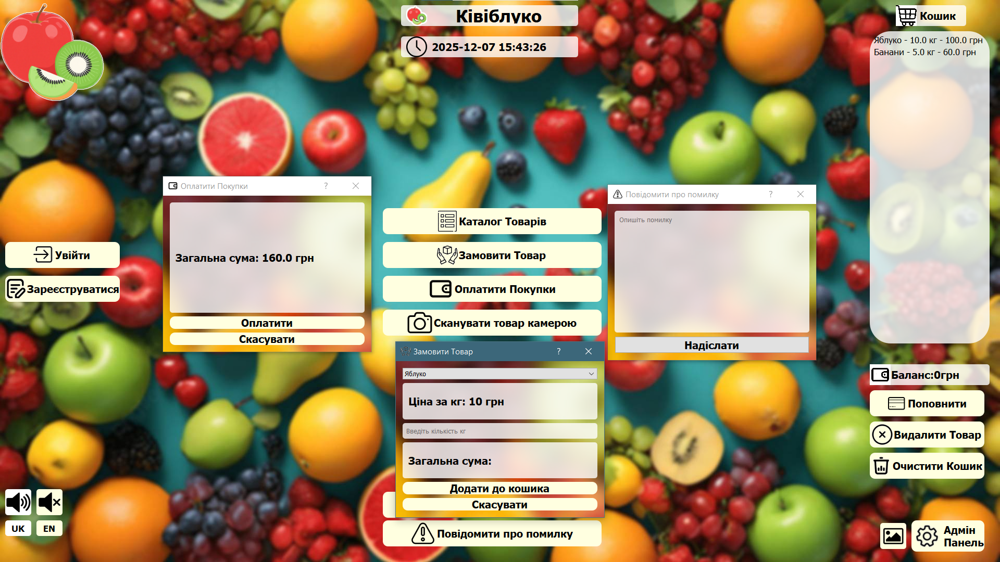 Ківіблуко
2025-12-07 15:43:26
Кошик
Яблуко - 10.0 кг - 100.0 грн
Банани - 5.0 кг - 60.0 грн
Увійти
Зареєструватися
Оплатити Покупки
?
Загальна сума: 160.0 грн
Оплатити
Скасувати
Каталог Товарів
Замовити Товар
Оплатити Покупки
Сканувати товар камерою
Замовити Товар
?
Яблуко
Ціна за кг: 10 грн
Введіть кількість кг
Загальна сума:
Додати до кошика
Скасувати
Повідомити про помилку
Повідомити про помилку
?
Опишіть помилку
Надіслати
Баланс:0грн
Поповнити
Видалити Товар
Очистити Кошик
UK
EN
Адмін
Панель